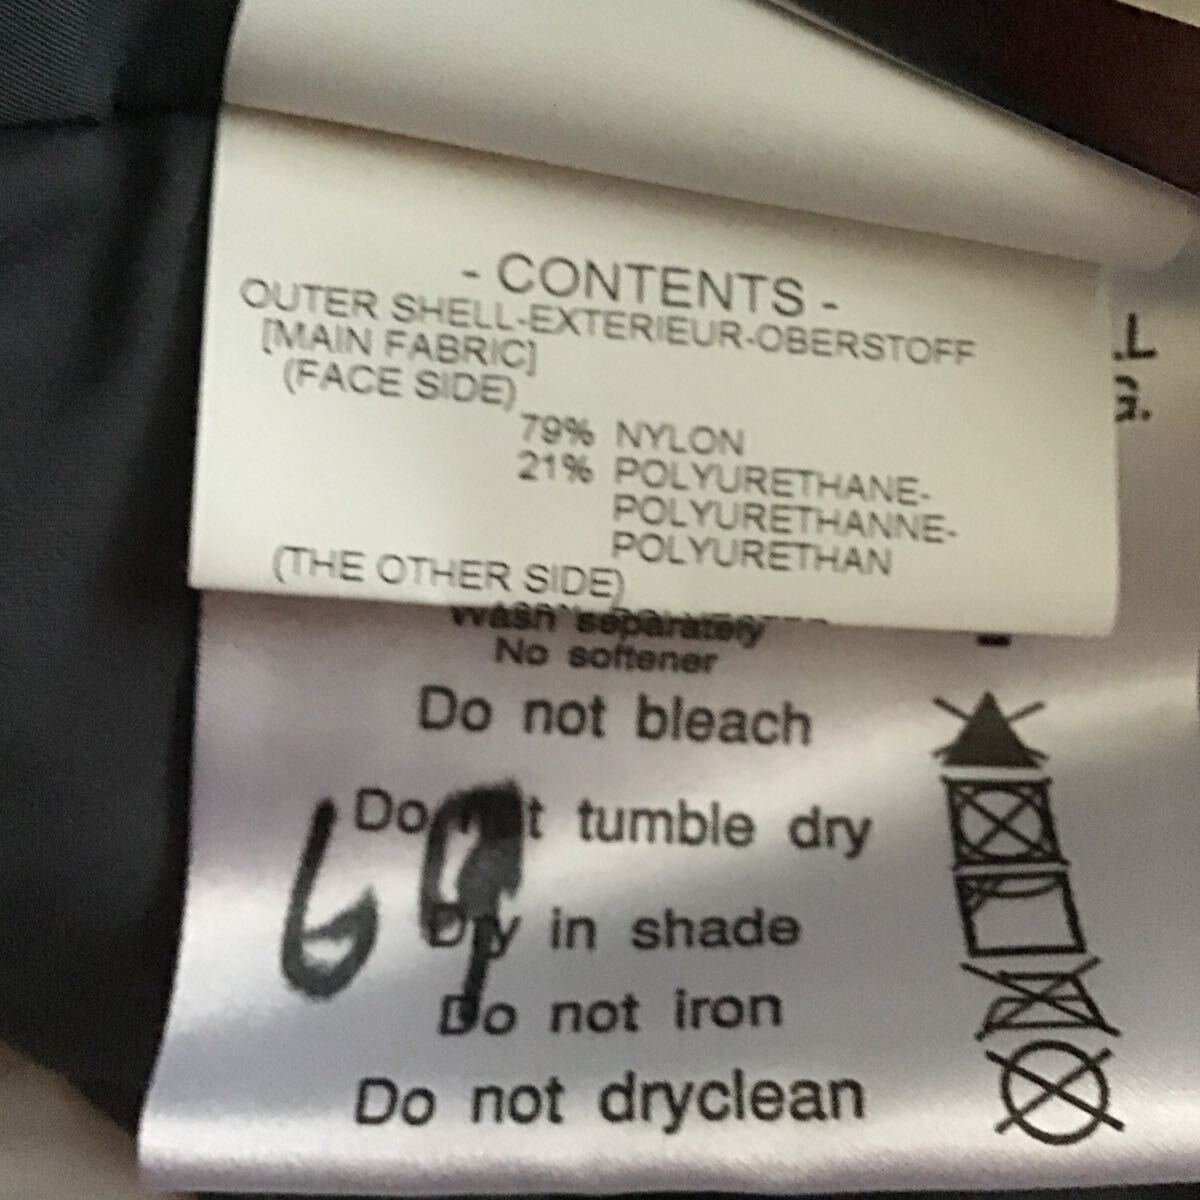 - CONTENTS -
OUTER SHELL-EXTERIEUR-OBERSTOFF
[MAIN FABRIC]
(FACE SIDE)
79% NYLON
21% POLYURETHANE-
POLYURETHANNE-
POLYURETHAN
(THE OTHER SIDE)
Wash separately
No softener
Do not bleach
Do not tumble dry
Dry in shade
Do not iron
Do not dryclean
69